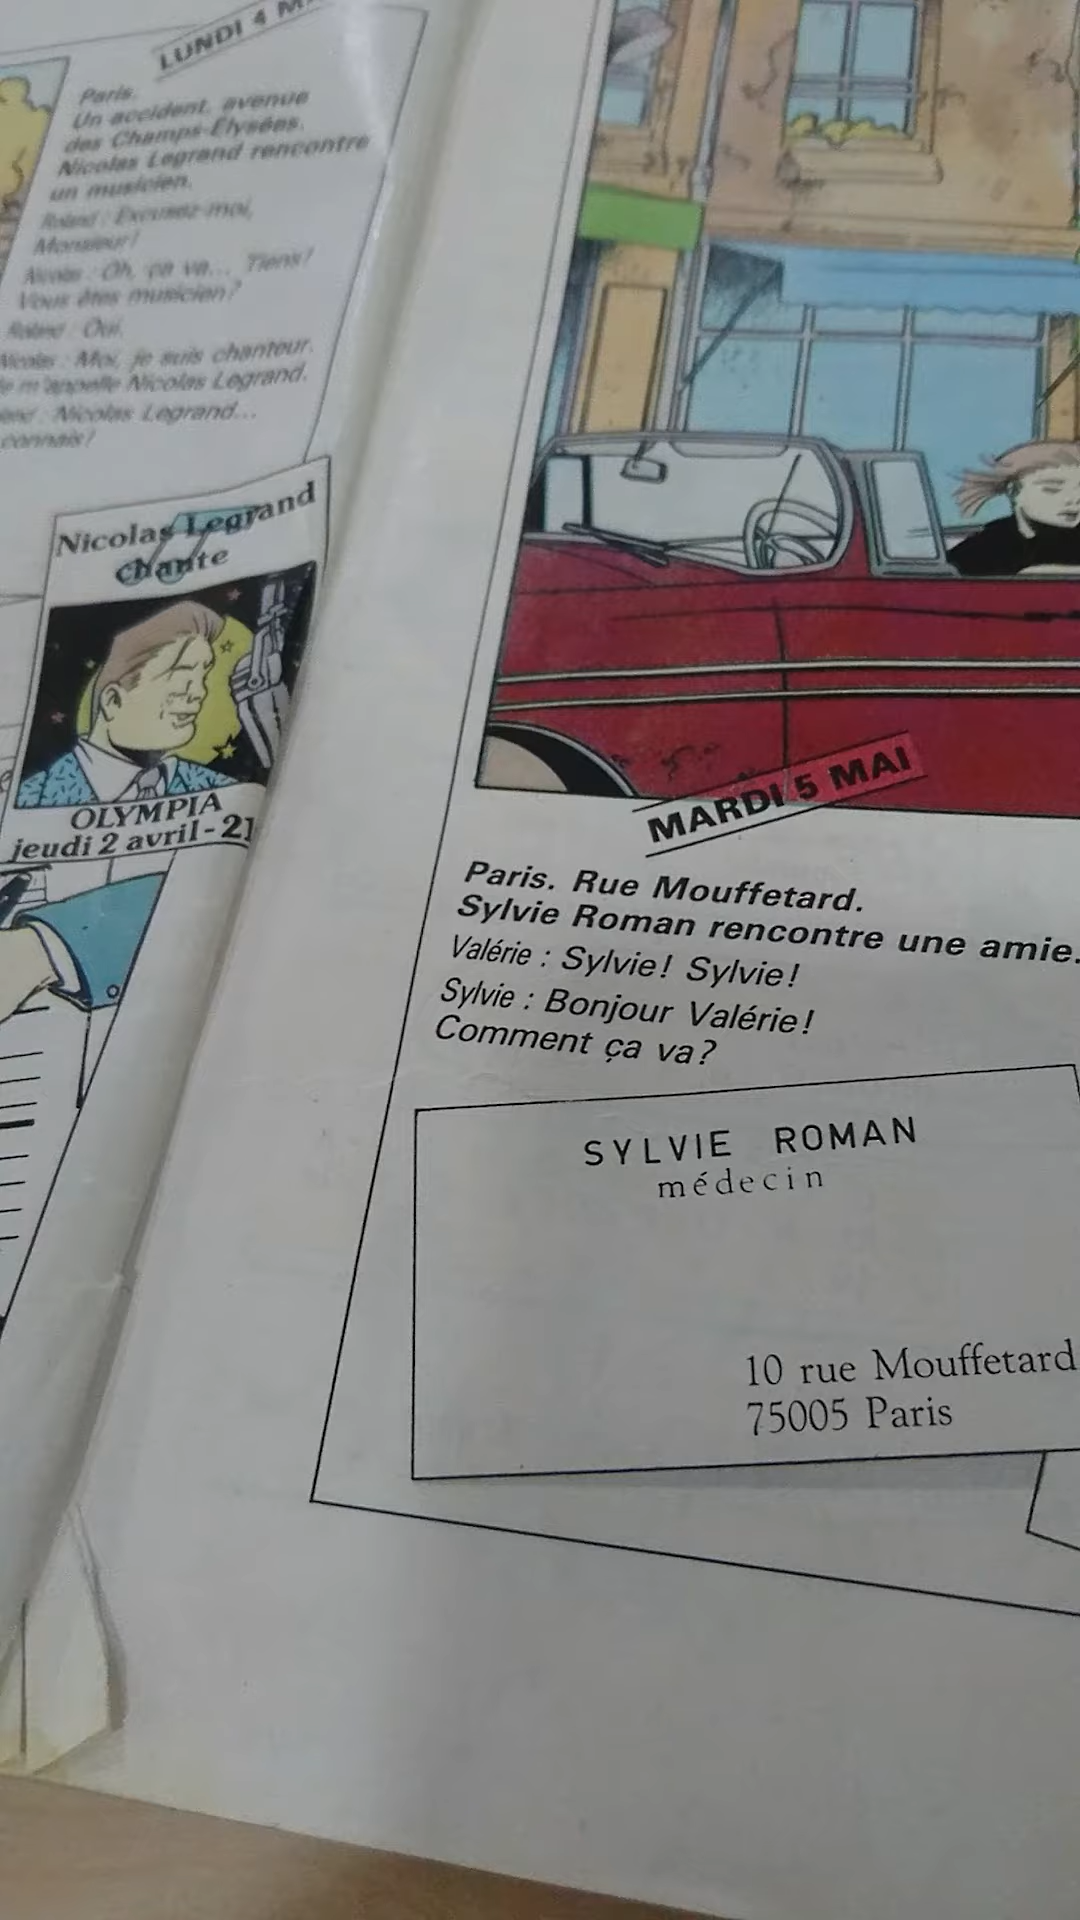 LUNDI 4
Paris.
Un accident, avenue
des Champs-Élysées.
Nicolas Legrand rencontre
un musicien.
Roland : Excusez-moi,
Monsieur!
Nicolas : Oh, ça va... Tiens?
Vous êtes musicien?
Roland : Oui.
Nicolas : Moi, je suis chanteur.
Je m'appelle Nicolas Legrand.
Nicolas Legrand...
connais?
Nicolas Legrand
chante
OLYMPIA
jeudi 2 avril - 21
MARDI 5 MAI
Paris. Rue Mouffetard.
Sylvie Roman rencontre une amie.
Valérie : Sylvie! Sylvie!
Sylvie : Bonjour Valérie!
Comment ça va?
SYLVIE ROMAN
médecin
10 rue Mouffetard
75005 Paris